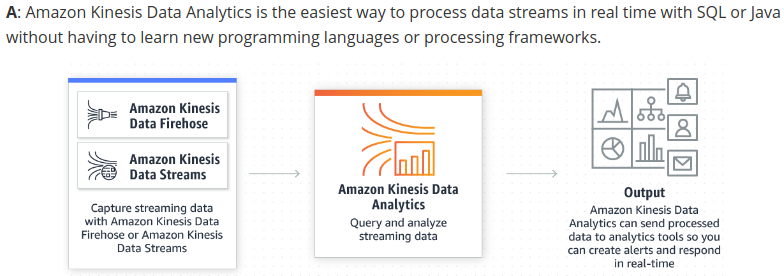 A: Amazon Kinesis Data Analytics is the easiest way to process data streams in real time with SQL or Java
without having to learn new programming languages or processing frameworks.
Amazon Kinesis
Data Firehose
Amazon Kinesis
Data Streams
Capture streaming data
with Amazon Kinesis Data
Firehose or Amazon Kinesis
Data Streams
Amazon Kinesis Data
Analytics
Query and analyze
streaming data
Output
Amazon Kinesis Data
Analytics can send processed
data to analytics tools so you
can create alerts and respond
in real-time